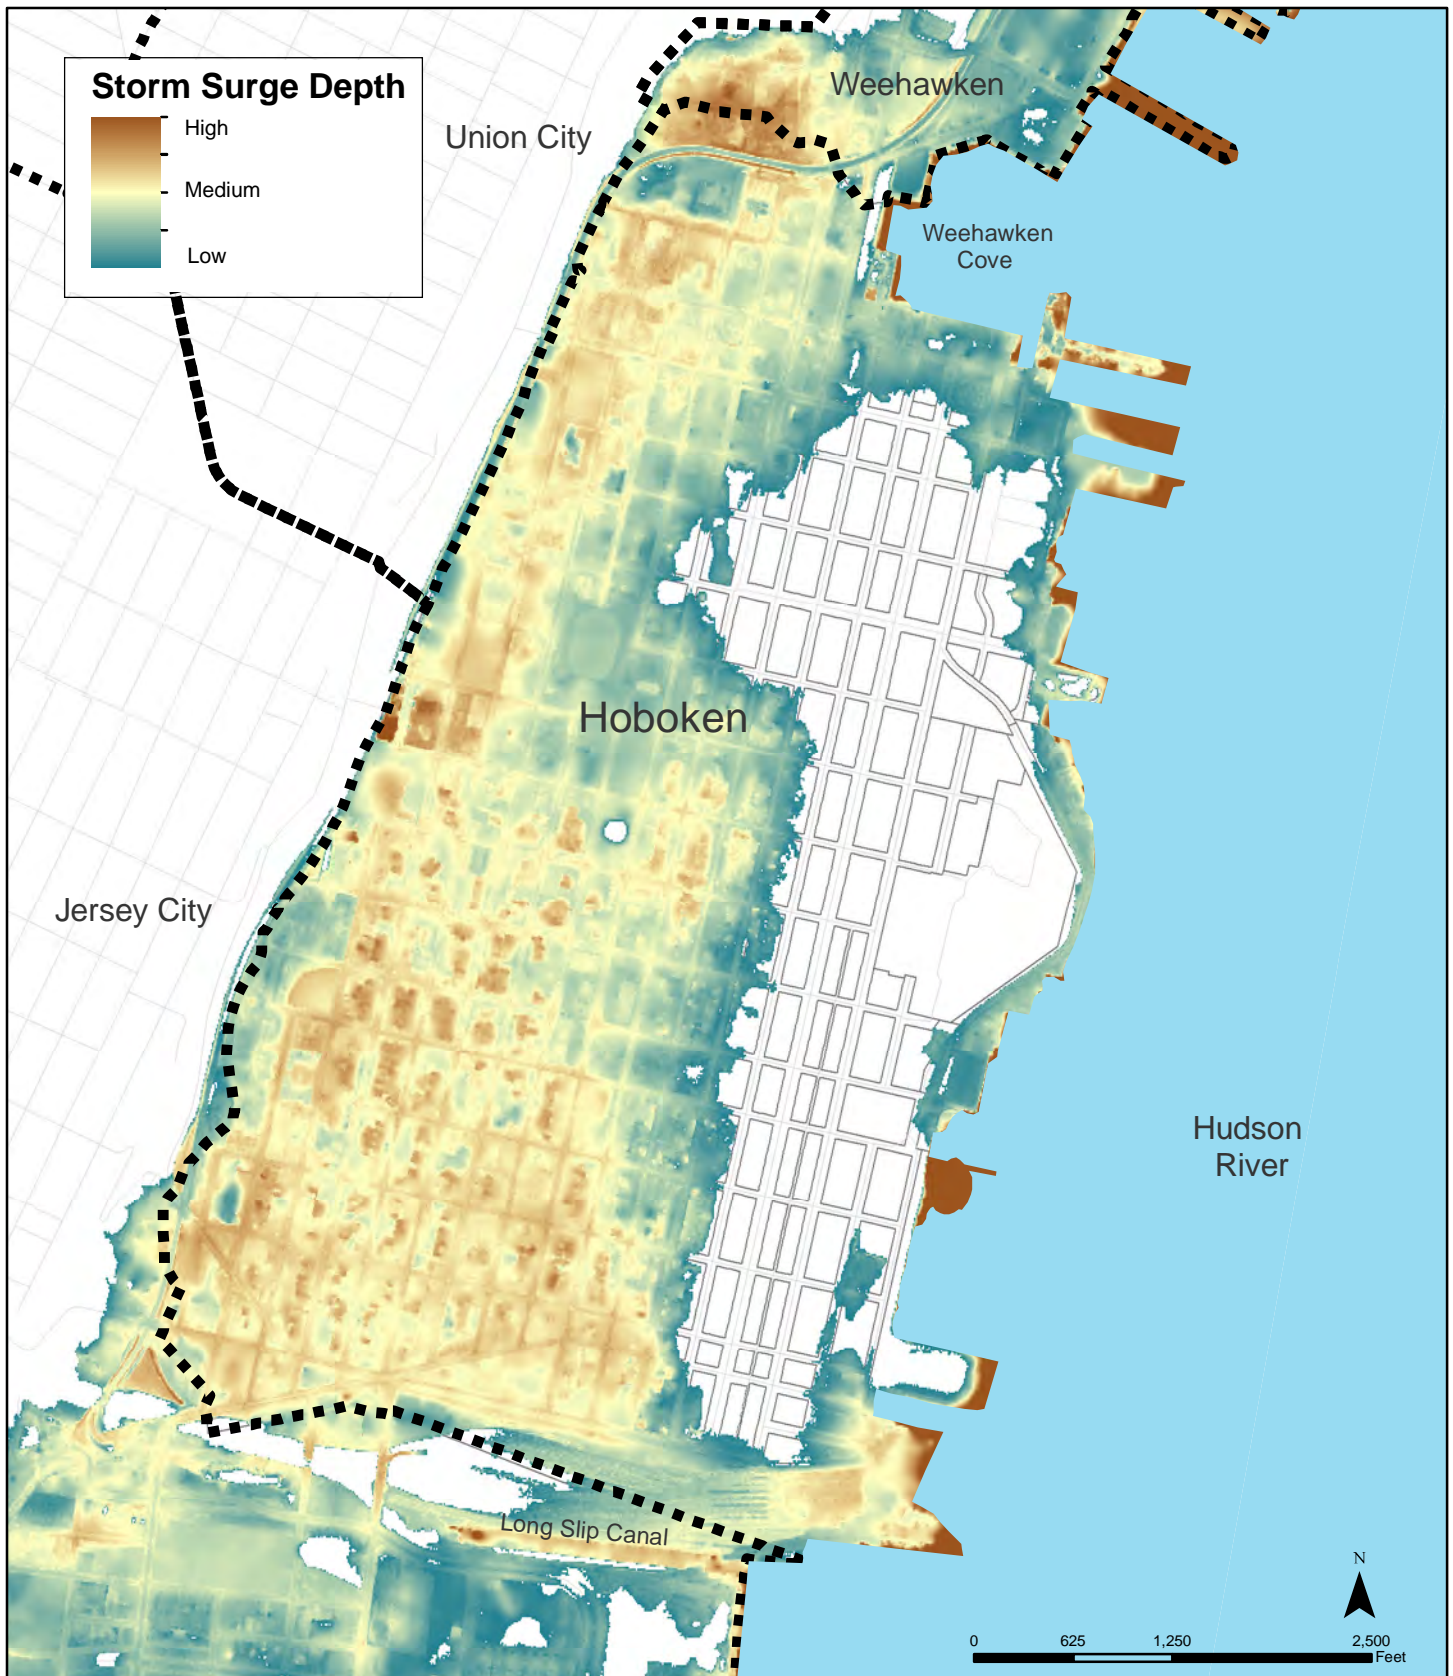 Storm Surge Depth
High
Medium
Low
Union City
Weehawken
Weehawken
Cove
Hoboken
Jersey City
Hudson
River
Long Slip Canal
N
0 625 1,250 2,500
Feet